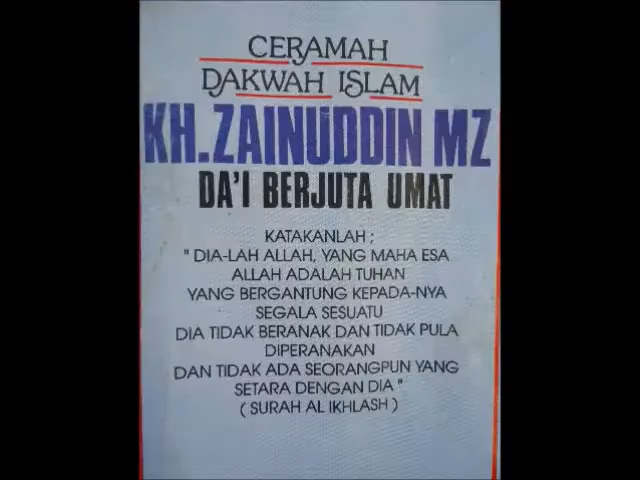 CERAMAH
DAKWAH ISLAM
KH.ZAINUDDIN MZ
DA'I BERJUTA UMAT
KATAKANLAH ;
" DIA-LAH ALLAH, YANG MAHA ESA
ALLAH ADALAH TUHAN
YANG BERGANTUNG KEPADA-NYA
SEGALA SESUATU
DIA TIDAK BERANAK DAN TIDAK PULA
DIPERANAKAN
DAN TIDAK ADA SEORANGPUN YANG
SETARA DENGAN DIA "
( SURAH AL IKHLASH )